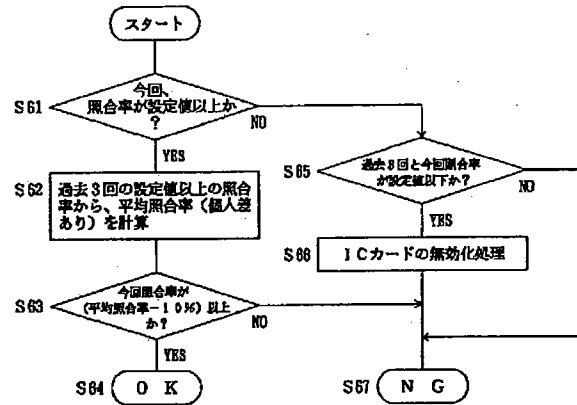 スタート
今回、
照合率が設定値以上か
？
S61
NO
YES
S62
過去3回の設定値以上の照合
率から、平均照合率（個人差
あり）を計算
S63
今回照合率が
(平均照合率−10%) 以上
か？
NO
YES
S64
OK
S65
過去3回と今回照合率
が設定値以下か？
NO
YES
S66
ICカードの無効化処理
S67
NG